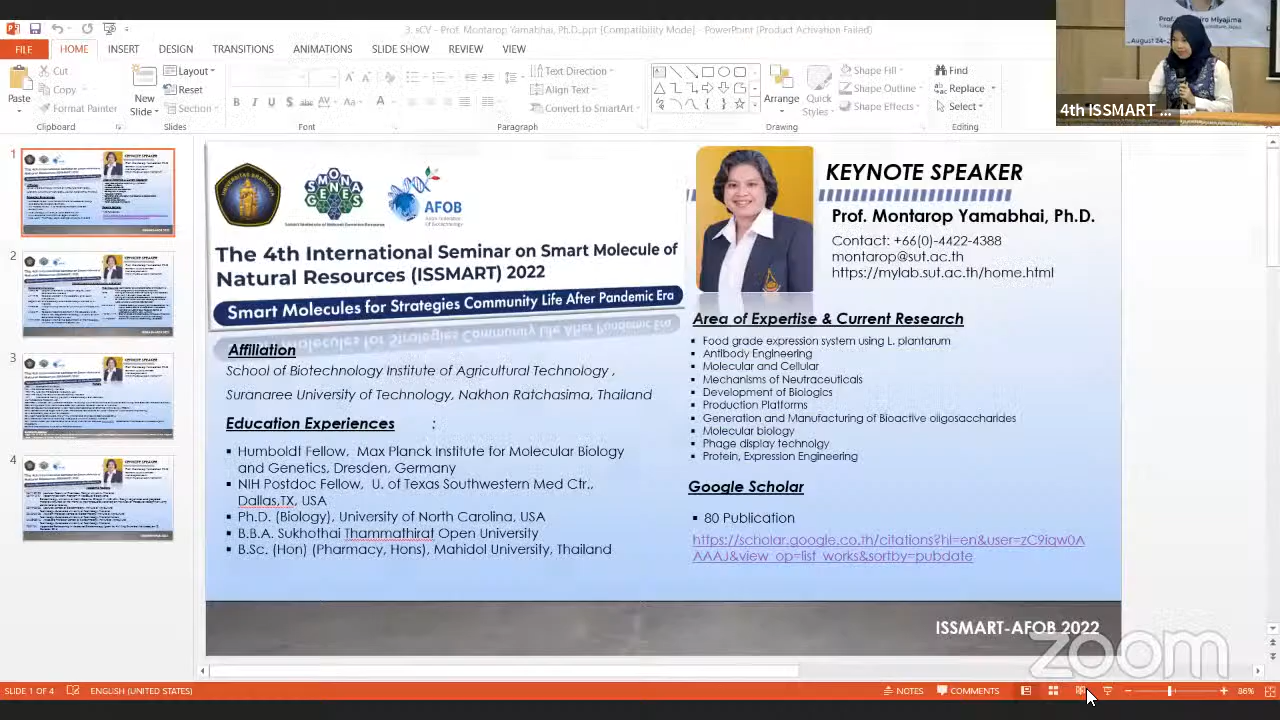 3. sCV - Prof. Montarop Yamabhai, Ph.D..ppt [Compatibility Mode] - PowerPoint (Product Activation Failed)
FILE HOME INSERT DESIGN TRANSITIONS ANIMATIONS SLIDE SHOW REVIEW VIEW
Paste
Cut
Copy
Format Painter
Clipboard
New
Slide
Layout
Reset
Section
Slides
Font
Text Direction
Align Text
Convert to SmartArt
Paragraph
Arrange
Quick
Styles
Shape Fill
Shape Outline
Shape Effects
Drawing
Find
Replace
Select
Editing
4th ISSMART ...
1
2
3
4
AFOB
The 4th International Seminar on Smart Molecule of
Natural Resources (ISSMART) 2022
Smart Molecules for Strategies Community Life After Pandemic Era
Affiliation
School of Biotechnology Institute of Agricultural Technology ,
Suranaree University of Technology, Nakhon Ratchasima, Thailand
Education Experiences :
Humboldt Fellow, Max Planck Institute for Molecular Biology
and Genetics, Dresden, Germany
NIH Postdoc Fellow, U. of Texas Southwestern Med Ctr.,
Dallas,TX, USA
Ph.D. (Biology), University of North Carolina, USA
B.B.A. Sukhothai Thammathirat Open University
B.Sc. (Hon) (Pharmacy, Hons), Mahidol University, Thailand
KEYNOTE SPEAKER
Prof. Montarop Yamabhai, Ph.D.
Contact: +66(0)-4422-4388
montarop@sut.ac.th
https://mylab.sut.ac.th/home.html
Area of Expertise & Current Research
Food grade expression system using L. plantarum
Antibody Engineering
Molecular and Cellular
Mechanisms of Neutraceuticals
Development of Biologics
Production Platforms
Generation and Manufacturing of Bioactive oligosaccharides
Molecular biology
Phage display technolgy
Protein, Expression Enginering
Google Scholar
80 Publication
https://scholar.google.co.th/citations?hl=en&user=zC9iqw0A
AAAJ&view_op=list_works&sortby=pubdate
ISSMART-AFOB 2022
zoom
SLIDE 1 OF 4 ENGLISH (UNITED STATES) NOTES COMMENTS 86%